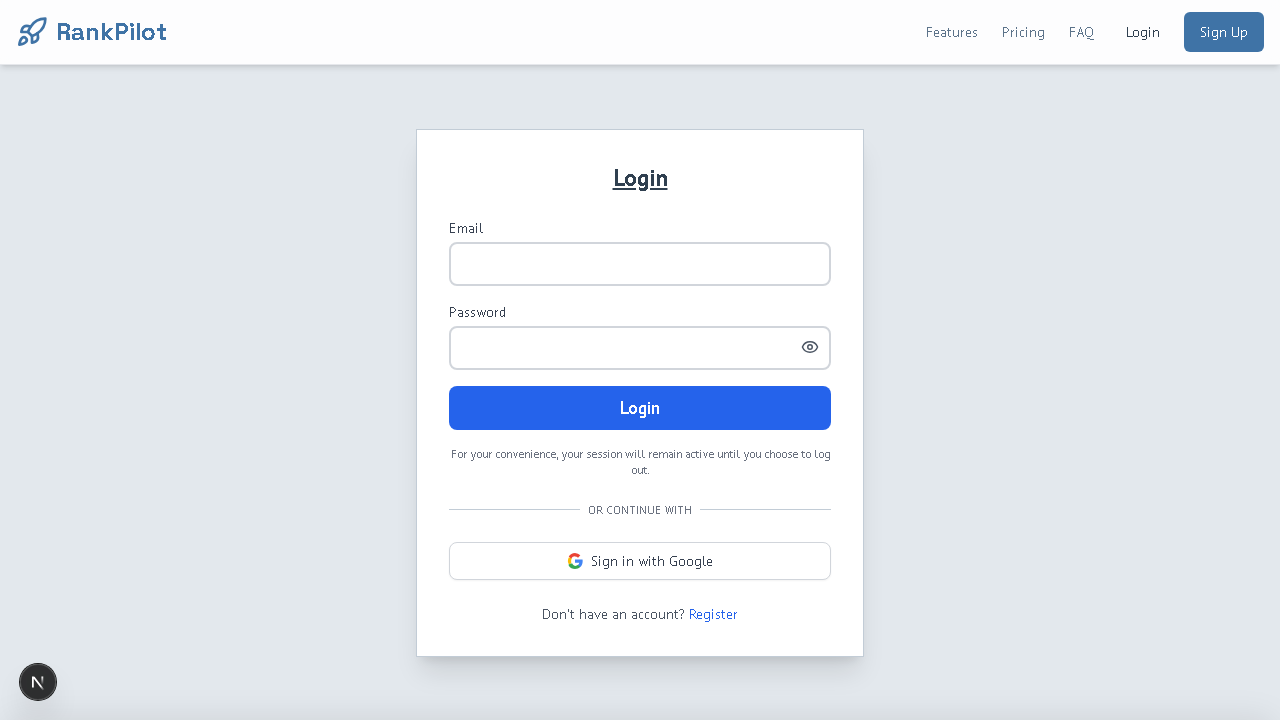 RankPilot
Features
Pricing
FAQ
Login
Sign Up
Login
Email
Password
Login
For your convenience, your session will remain active until you choose to log
out.
OR CONTINUE WITH
Sign in with Google
Don't have an account? Register
N